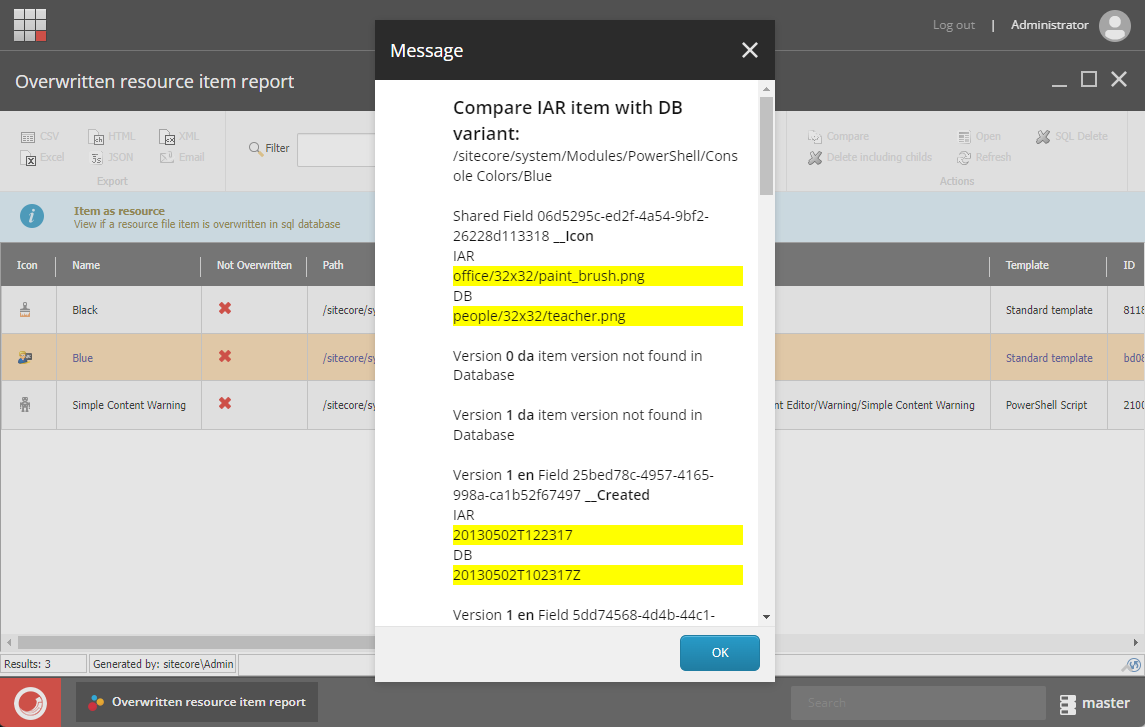 Log out | Administrator
Message
Overwritten resource item report
CSV HTML XML
Excel JSON Email
Export
Filter
Compare Open SQL Delete
Delete including childs Refresh
Actions
Item as resource
View if a resource file item is overwritten in sql database
Icon Name Not Overwritten Path Template ID
Black /sitecore/sy Standard template 8118
Blue /sitecore/sy Standard template bd08
Simple Content Warning /sitecore/sy nt Editor/Warning/Simple Content Warning PowerShell Script 2100
Compare IAR item with DB
variant:
/sitecore/system/Modules/PowerShell/Cons
ole Colors/Blue
Shared Field 06d5295c-ed2f-4a54-9bf2-
26228d113318 __Icon
IAR
office/32x32/paint_brush.png
DB
people/32x32/teacher.png
Version 0 da item version not found in
Database
Version 1 da item version not found in
Database
Version 1 en Field 25bed78c-4957-4165-
998a-ca1b52f67497 __Created
IAR
20130502T122317
DB
20130502T102317Z
Version 1 en Field 5dd74568-4d4b-44c1-
OK
Results: 3 Generated by: sitecore\Admin
Overwritten resource item report Search master